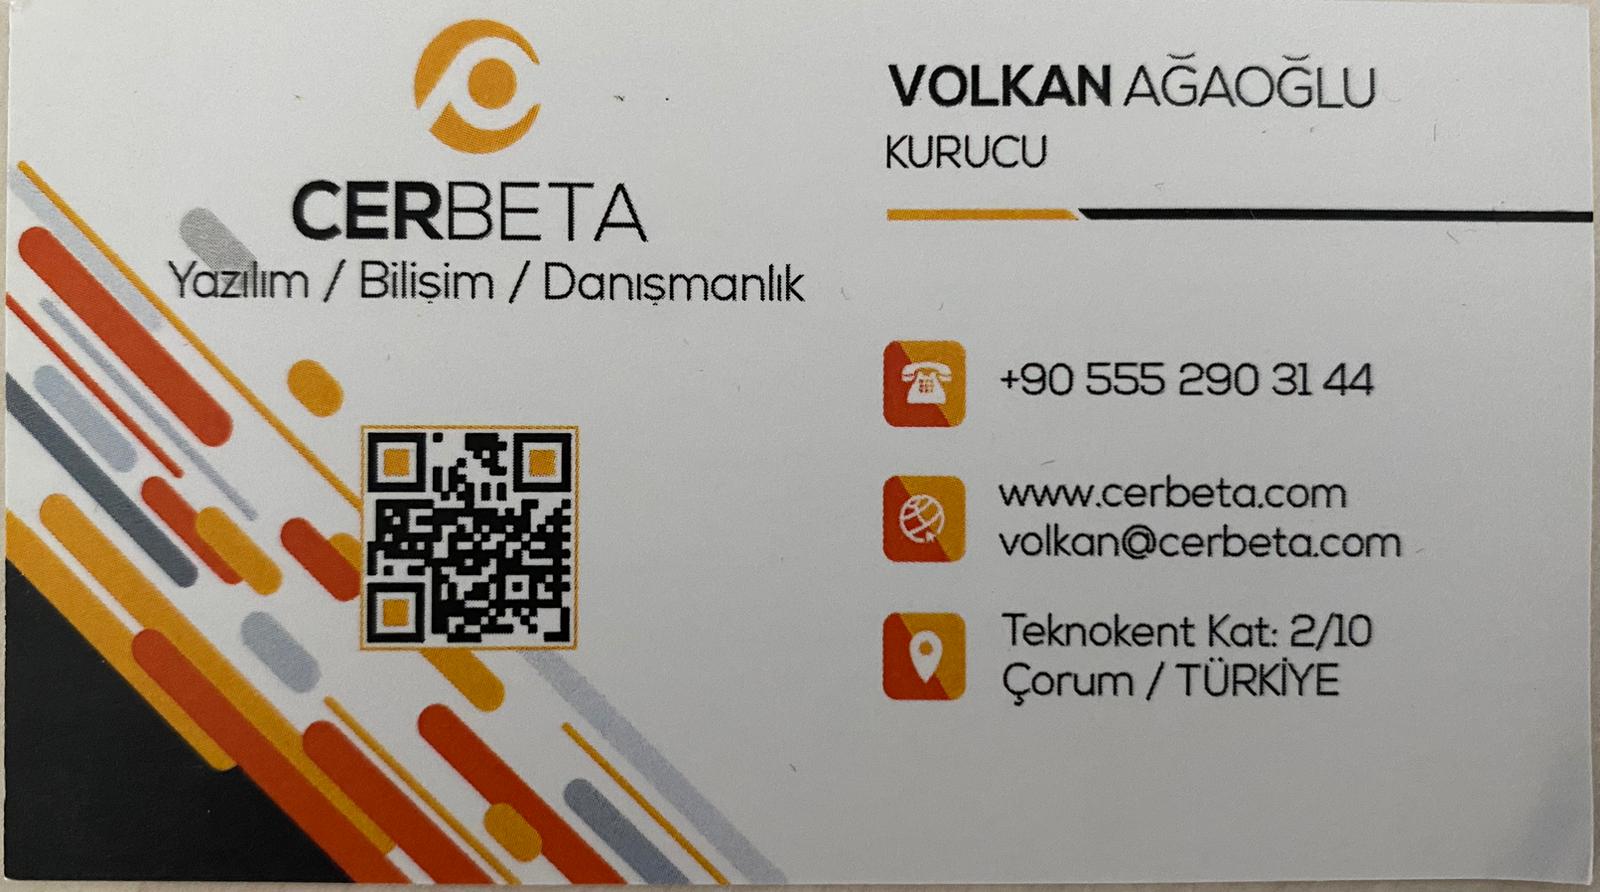 CERBETA
Yazılım / Bilişim / Danışmanlık
VOLKAN AĞAOĞLU
KURUCU
+90 555 290 31 44
www.cerbeta.com
volkan@cerbeta.com
Teknokent Kat: 2/10
Çorum / TÜRKİYE